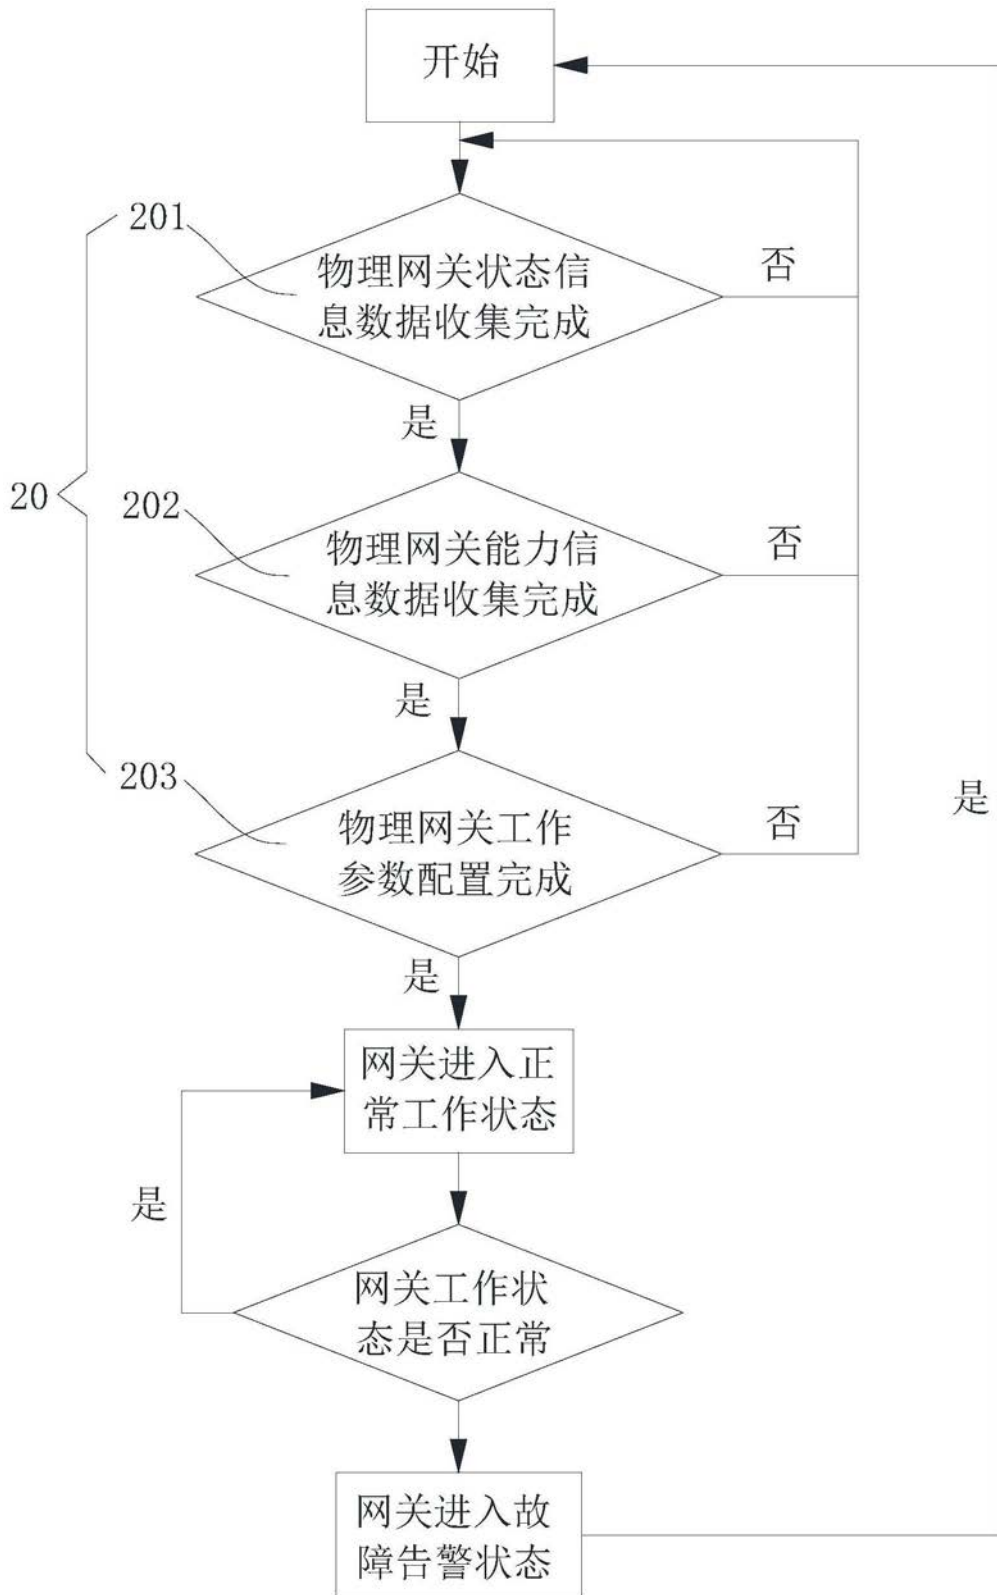 开始
201
物理网关状态信
息数据收集完成
否
是
20
202
物理网关能力信
息数据收集完成
否
是
203
物理网关工作
参数配置完成
否
是
是
网关进入正
常工作状态
是
网关工作状
态是否正常
网关进入故
障告警状态